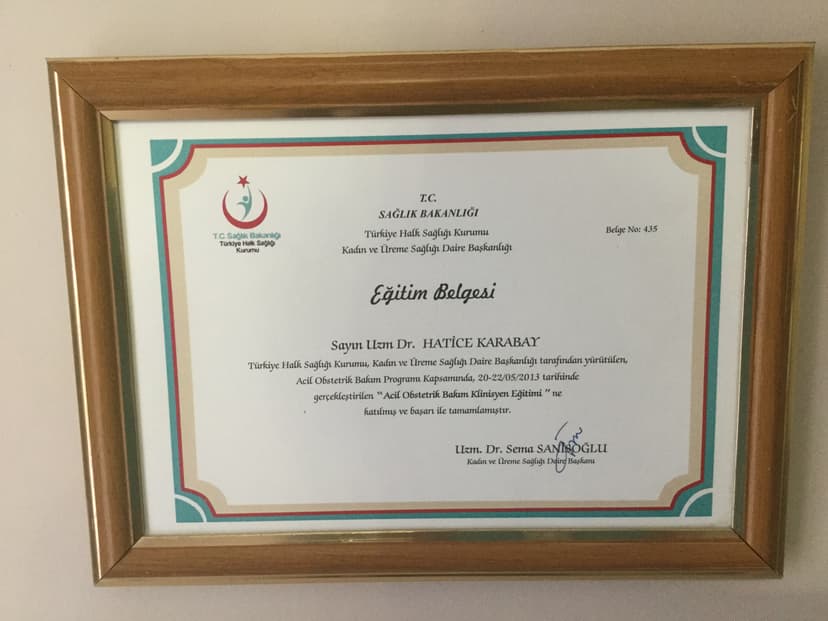 T.C. Sağlık Bakanlığı
Türkiye Halk Sağlığı
Kurumu
T.C.
SAĞLIK BAKANLIĞI
Türkiye Halk Sağlığı Kurumu
Kadın ve Üreme Sağlığı Daire Başkanlığı
Belge No: 435
Eğitim Belgesi
Sayın Uzm Dr. HATİCE KARABAY
Türkiye Halk Sağlığı Kurumu, Kadın ve Üreme Sağlığı Daire Başkanlığı tarafından yürütülen,
Acil Obstetrik Bakım Programı Kapsamında, 20-22/05/2013 tarihinde
gerçekleştirilen "Acil Obstetrik Bakım Klinisyen Eğitimi" ne
katılmış ve başarı ile tamamlamıştır.
Uzm. Dr. Sema SANİSOĞLU
Kadın ve Üreme Sağlığı Daire Başkanı